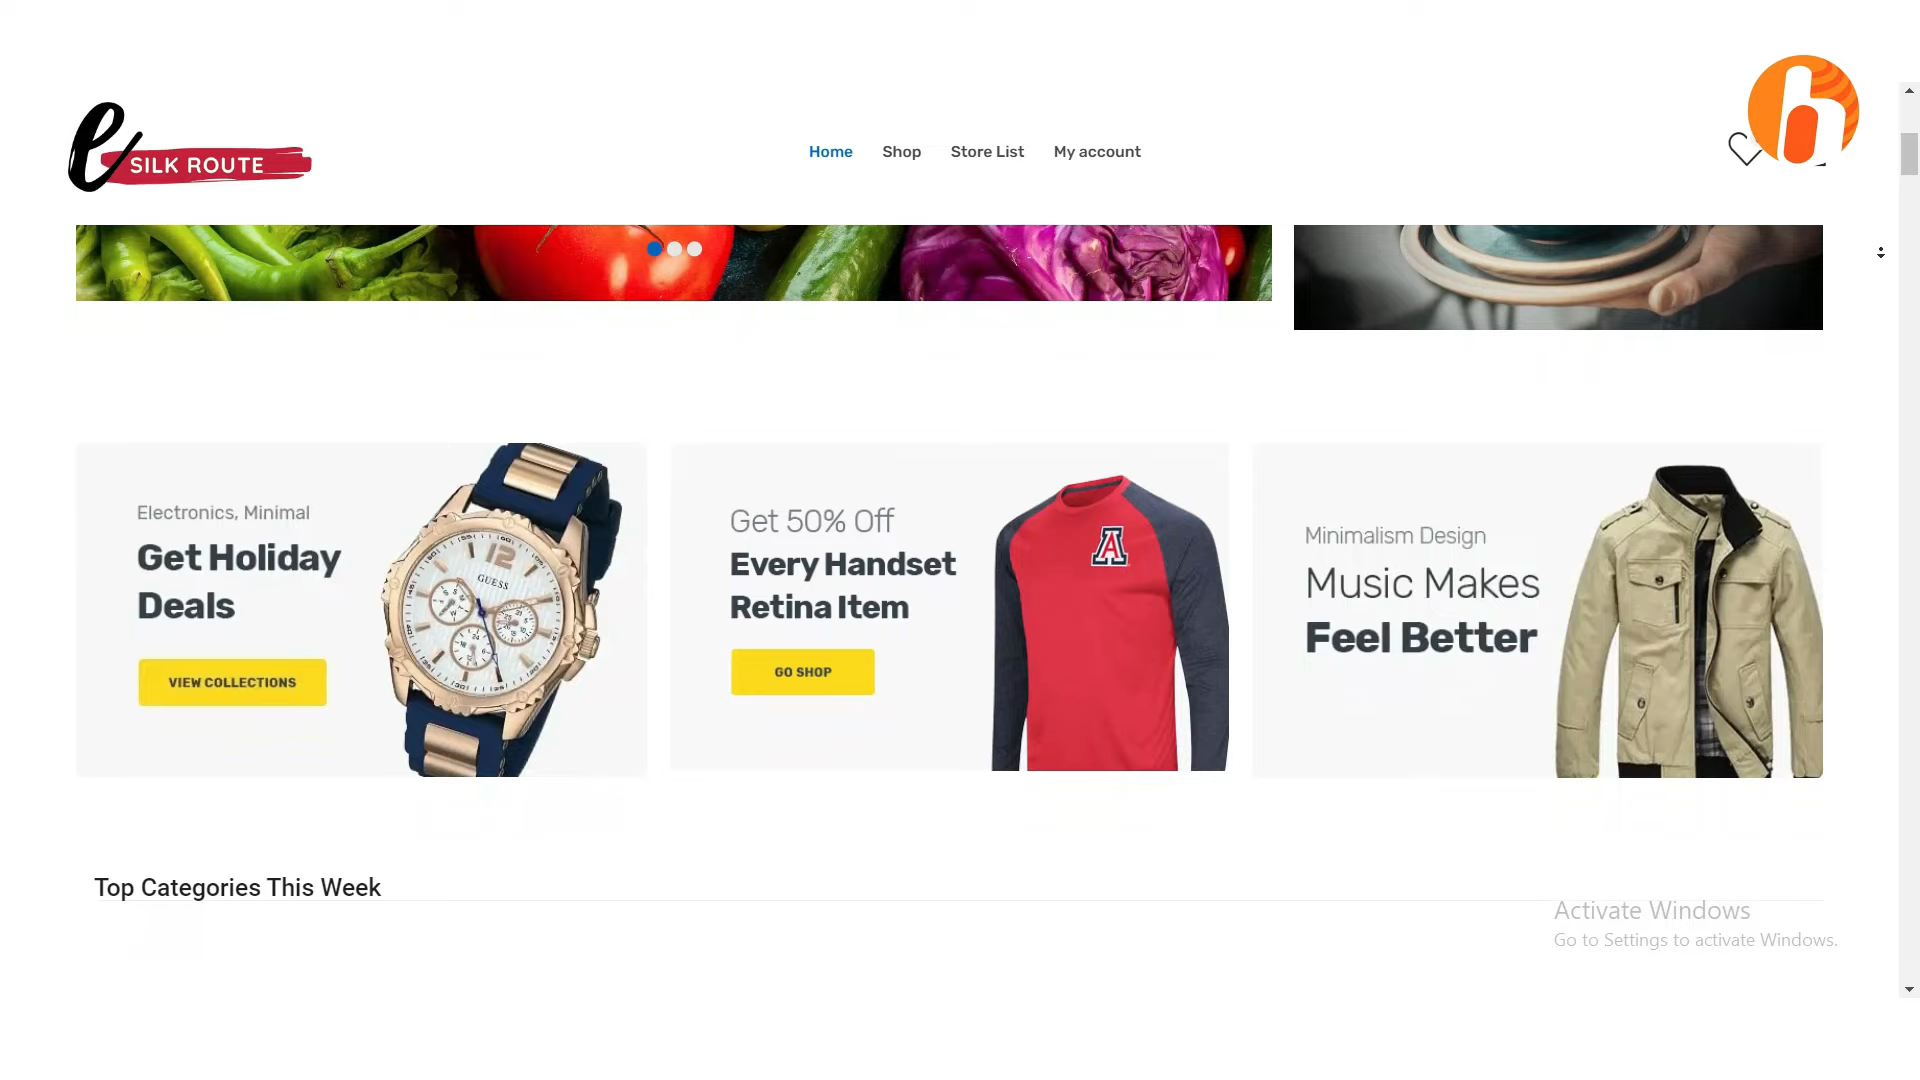 e
SILK ROUTE
Home Shop Store List My account
h
Electronics, Minimal
Get Holiday
Deals
VIEW COLLECTIONS
GUESS
Get 50% Off
Every Handset
Retina Item
GO SHOP
A
Minimalism Design
Music Makes
Feel Better
Top Categories This Week
Activate Windows
Go to Settings to activate Windows.